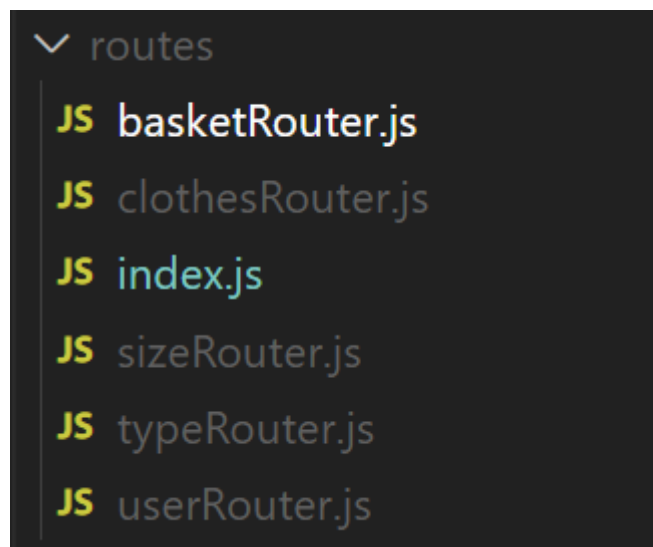 routes
JS basketRouter.js
JS clothesRouter.js
JS index.js
JS sizeRouter.js
JS typeRouter.js
JS userRouter.js